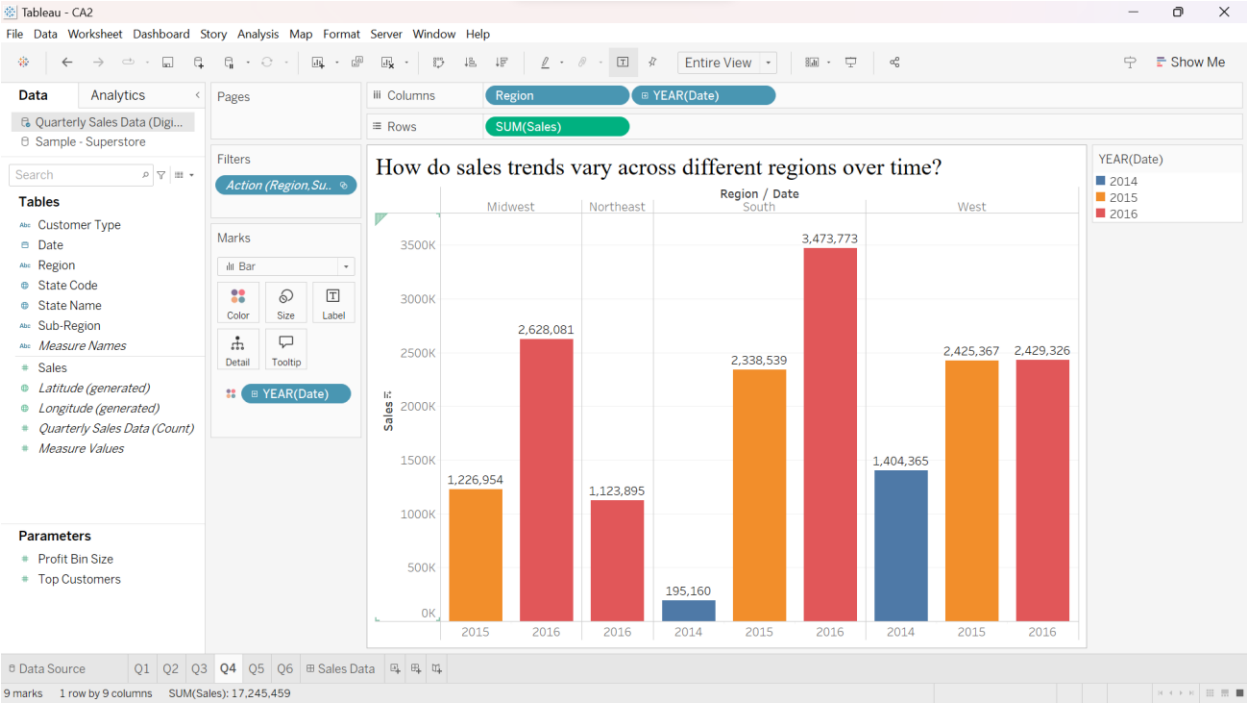 Tableau - CA2
File Data Worksheet Dashboard Story Analysis Map Format Server Window Help
Entire View
Show Me
Data Analytics
Quarterly Sales Data (Digi...
Sample - Superstore
Search
Tables
Abc Customer Type
Date
Abc Region
State Code
State Name
Abc Sub-Region
Abc Measure Names
# Sales
Latitude (generated)
Longitude (generated)
# Quarterly Sales Data (Count)
# Measure Values
Parameters
# Profit Bin Size
# Top Customers
Pages
Filters
Action (Region,Su..
Marks
Bar
Color Size Label
Detail Tooltip
YEAR(Date)
Columns Region YEAR(Date)
Rows SUM(Sales)
How do sales trends vary across different regions over time?
Region / Date
Midwest Northeast South West
Sales
3500K
3000K
2500K
2000K
1500K
1000K
500K
0K
1,226,954
2,628,081
1,123,895
195,160
2,338,539
3,473,773
1,404,365
2,425,367
2,429,326
2015 2016 2016 2014 2015 2016 2014 2015 2016
YEAR(Date)
2014
2015
2016
Data Source Q1 Q2 Q3 Q4 Q5 Q6 Sales Data
9 marks 1 row by 9 columns SUM(Sales): 17,245,459